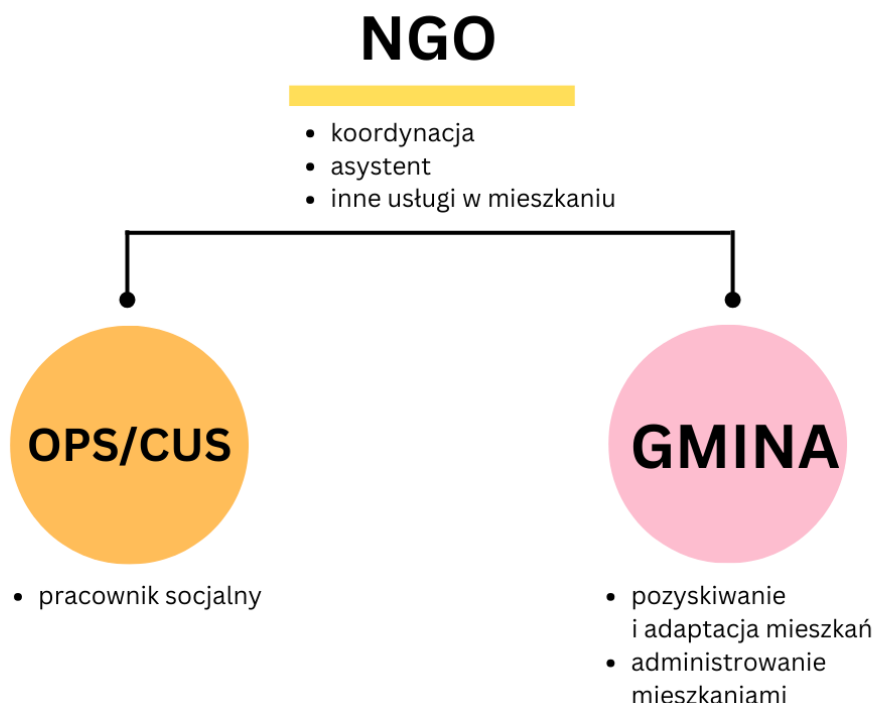 NGO
• koordynacja
• asystent
• inne usługi w mieszkaniu
OPS/CUS
• pracownik socjalny
GMINA
• pozyskiwanie
i adaptacja mieszkań
• administrowanie
mieszkaniami